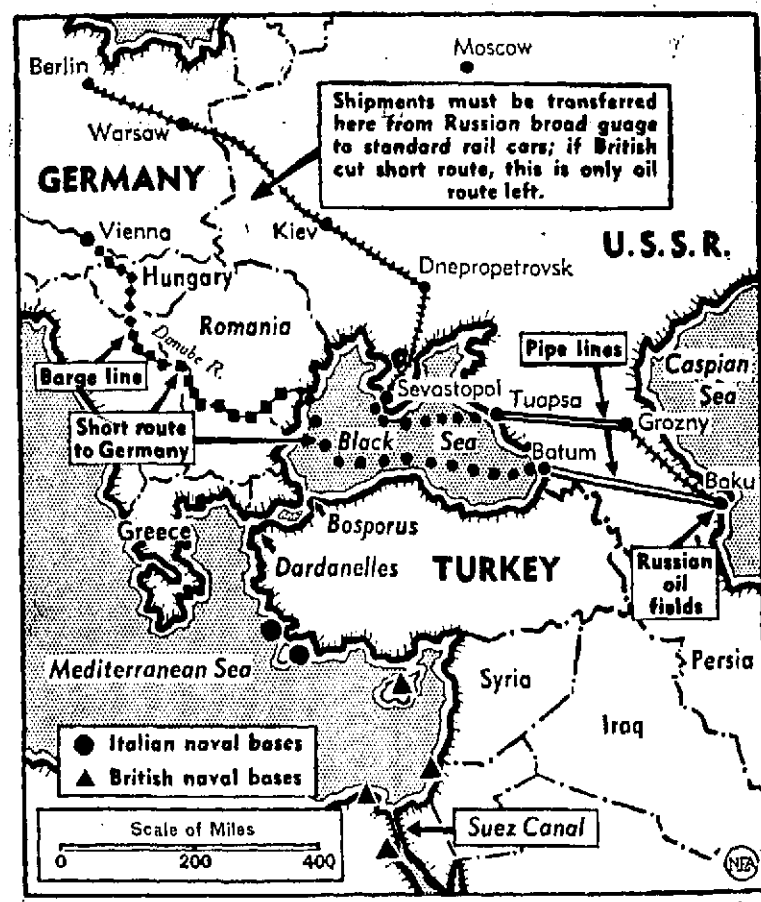 Moscow
Berlin
Shipments must be transferred
here from Russian broad guage
to standard rail cars; if British
cut short route, this is only oil
route left.
Warsaw
GERMANY
Vienna
Kiev
U.S.S.R.
Hungary
Dnepropetrovsk
Romania
Danube R.
Pipe lines
Caspian
Sea
Barge line
Sevastopol
Tuapsa
Grozny
Short route
to Germany
Black Sea
Batum
Baku
Bosporus
Greece
Dardanelles
TURKEY
Russian
oil
fields
Mediterranean Sea
Syria
Persia
Iraq
Italian naval bases
British naval bases
Scale of Miles
0 200 400
Suez Canal
NEA